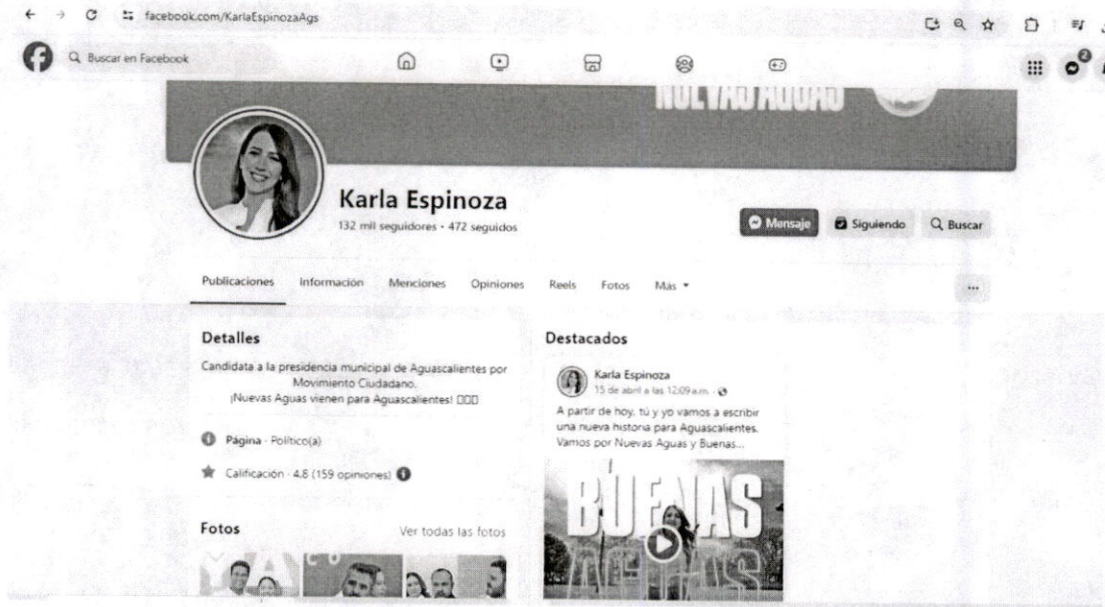 facebook.com/KarlaEspinozaAgs
Buscar en Facebook
2
NUEVAS AGUAS
Karla Espinoza
132 mil seguidores · 472 seguidos
Mensaje
Siguiendo
Buscar
Publicaciones
Información
Menciones
Opiniones
Reels
Fotos
Más
Detalles
Candidata a la presidencia municipal de Aguascalientes por
Movimiento Ciudadano.
¡Nuevas Aguas vienen para Aguascalientes!
Página · Político(a)
Calificación · 4.8 (159 opiniones)
Fotos
Ver todas las fotos
Destacados
Karla Espinoza
15 de abril a las 12:09 a.m. ·
A partir de hoy, tú y yo vamos a escribir
una nueva historia para Aguascalientes.
Vamos por Nuevas Aguas y Buenas...
BUENAS
AGUAS